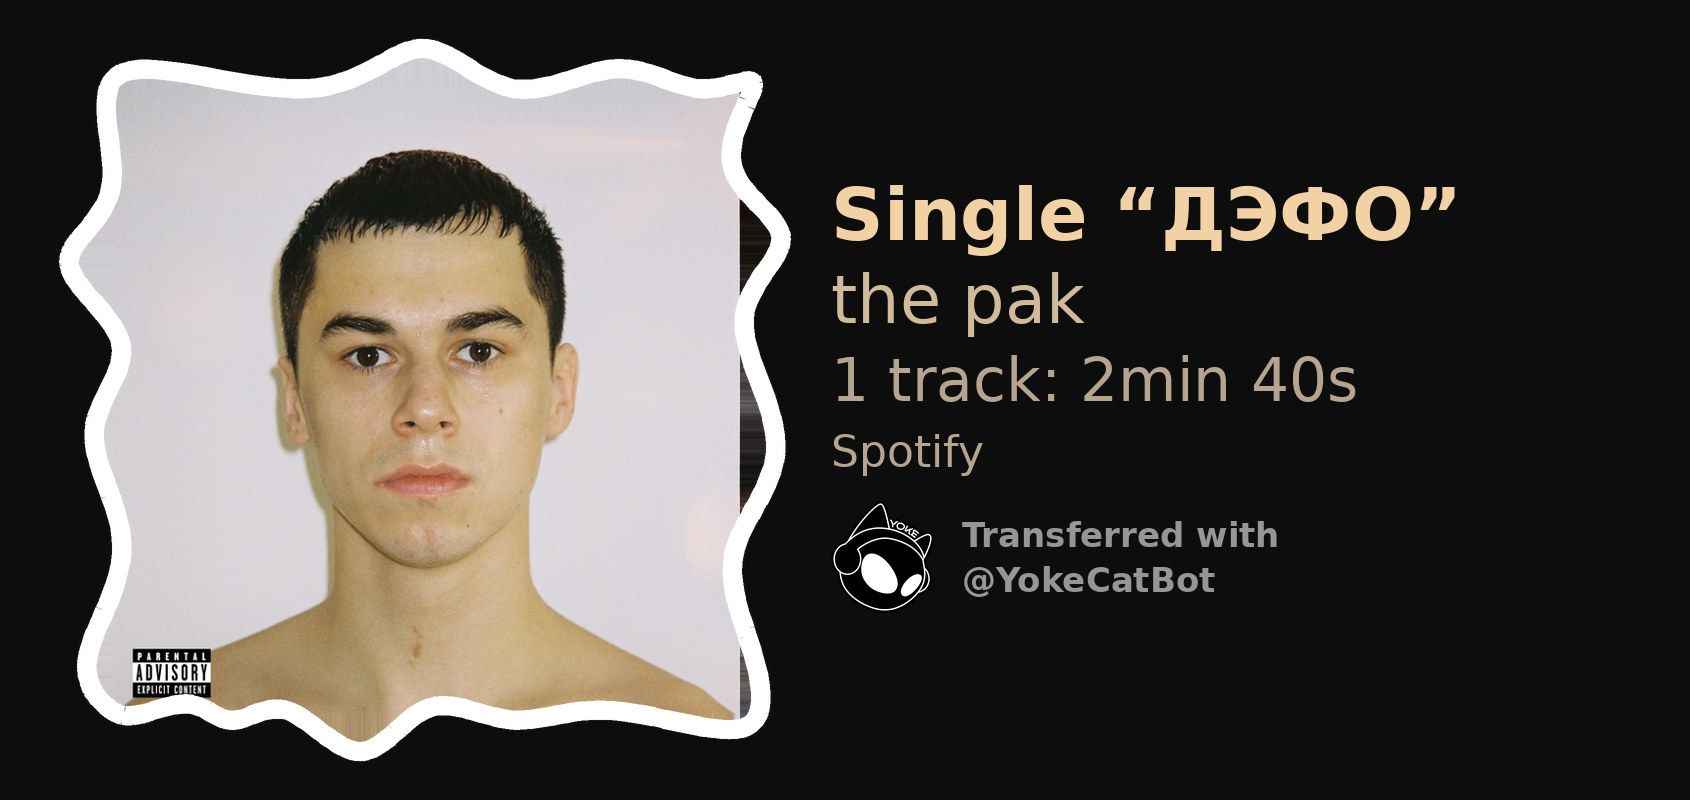 Single “ДЭФО”
the pak
1 track: 2min 40s
Spotify
YOKE
Transferred with
@YokeCatBot
PARENTAL
ADVISORY
EXPLICIT CONTENT